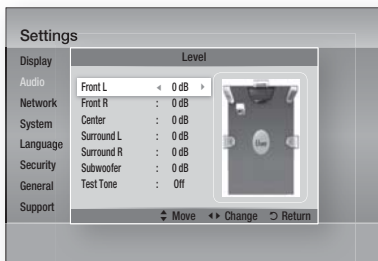 Settings
Display
Audio
Network
System
Language
Security
General
Support
Level
Front L ◂ 0 dB ▸
Front R : 0 dB
Center : 0 dB
Surround L : 0 dB
Surround R : 0 dB
Subwoofer : 0 dB
Test Tone : Off
Move Change Return